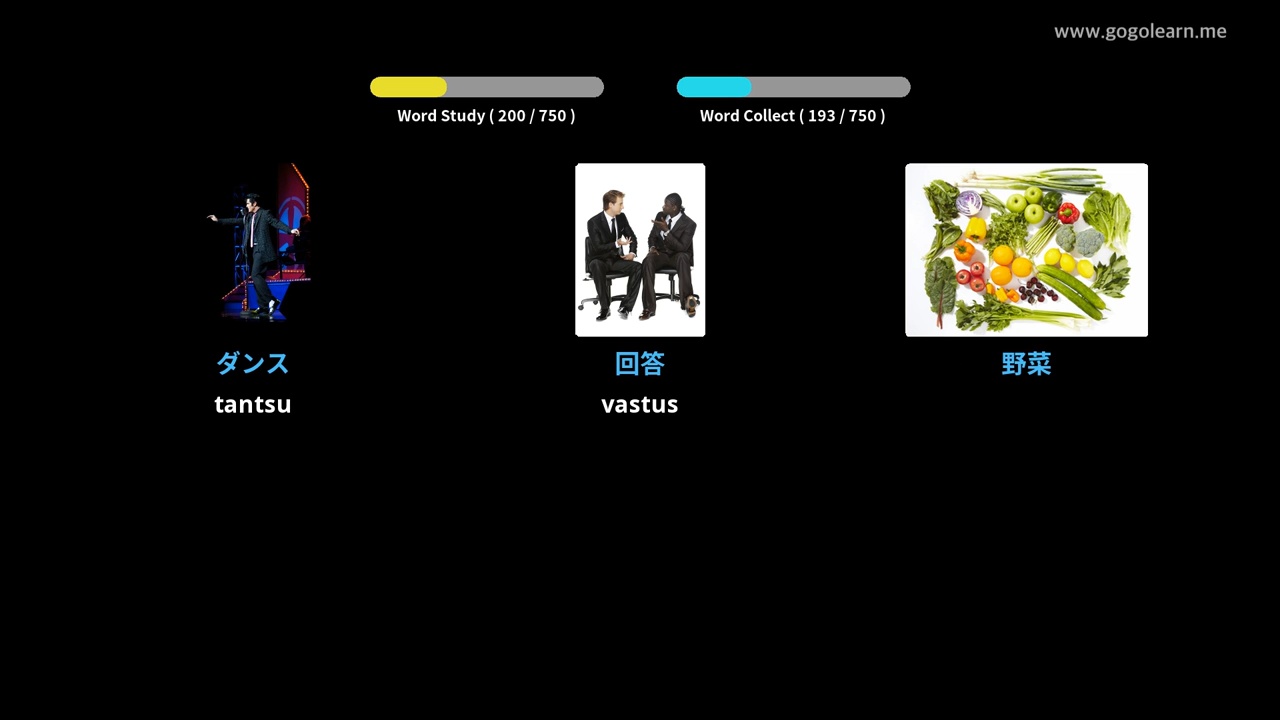 www.gogolearn.me
Word Study ( 200 / 750 )
Word Collect ( 193 / 750 )
ダンス
tantsu
回答
vastus
野菜